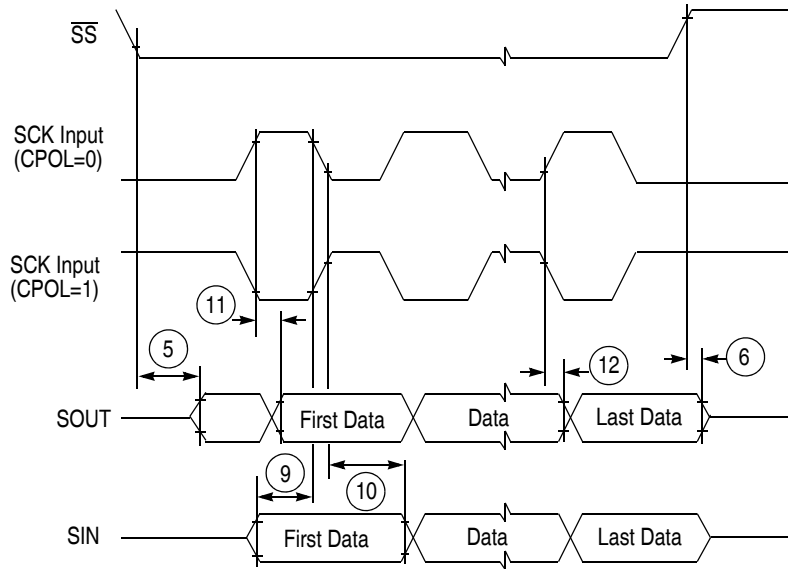 SS
SCK Input
(CPOL=0)
SCK Input
(CPOL=1)
11
5
12
6
SOUT
First Data
Data
Last Data
9
10
SIN
First Data
Data
Last Data